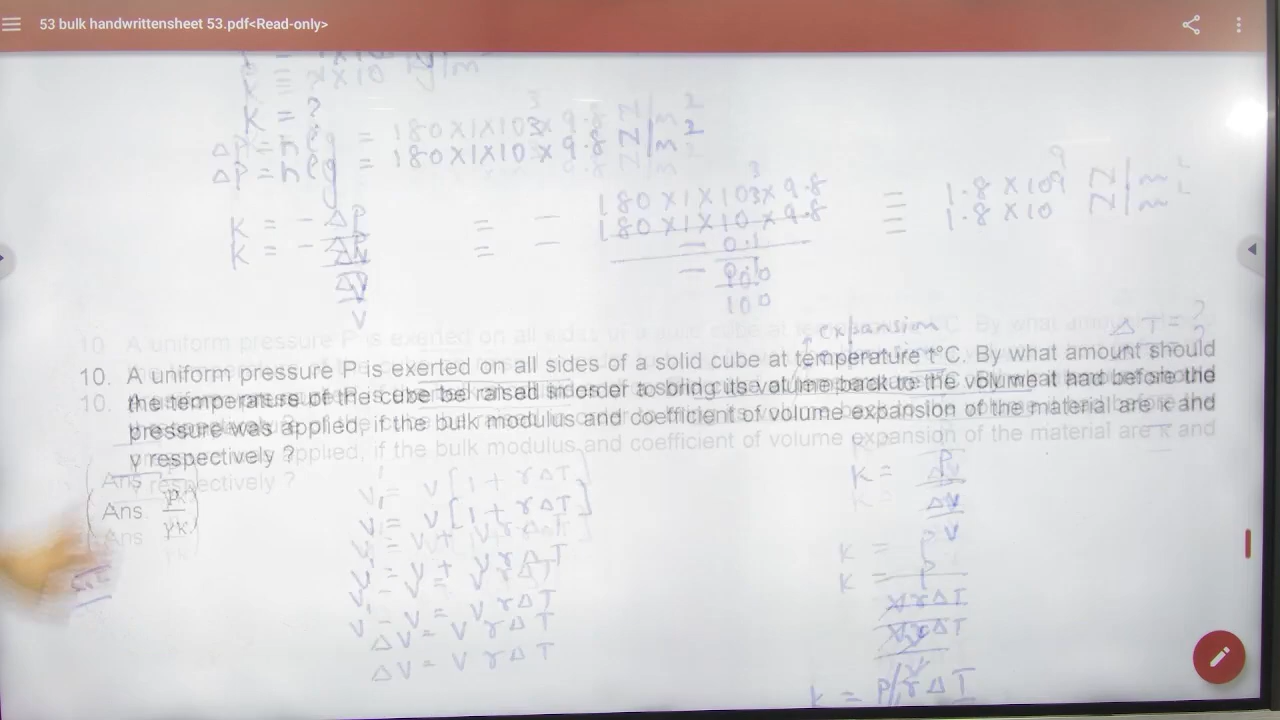 53 bulk handwrittensheet 53.pdf<Read-only>
K = ?
ΔP = hρg = 180 X 1 X 10³ X 9.8 N/m²
K = - ΔP = - 180 X 1 X 10³ X 9.8 = 1.8 X 10⁹ N/m²
ΔV - 0.1
V 100
expansion ΔT = ?
10. A uniform pressure P is exerted on all sides of a solid cube at temperature t°C. By what amount should
the temperature of the cube be raised in order to bring its volume back to the volume it had before the
pressure was applied, if the bulk modulus and coefficient of volume expansion of the material are k and
γ respectively ?
Ans. P
γk
V' = V [1 + γΔT]
V' = V + VγΔT
V' - V = VγΔT
ΔV = VγΔT
K = P
ΔV
V
K = P
VγΔT
V
K = P/γΔT